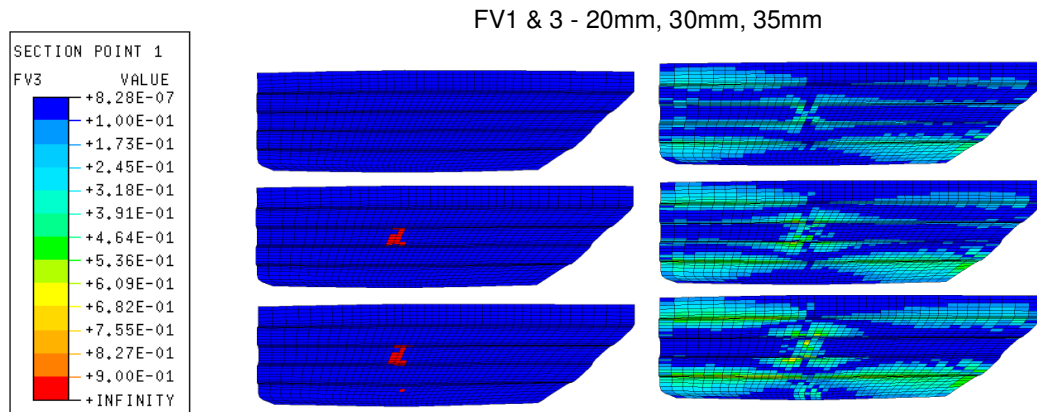 FV1 & 3 - 20mm, 30mm, 35mm
SECTION POINT 1
FV3 VALUE
+8.28E-07
+1.00E-01
+1.73E-01
+2.45E-01
+3.18E-01
+3.91E-01
+4.64E-01
+5.36E-01
+6.09E-01
+6.82E-01
+7.55E-01
+8.27E-01
+9.00E-01
+INFINITY